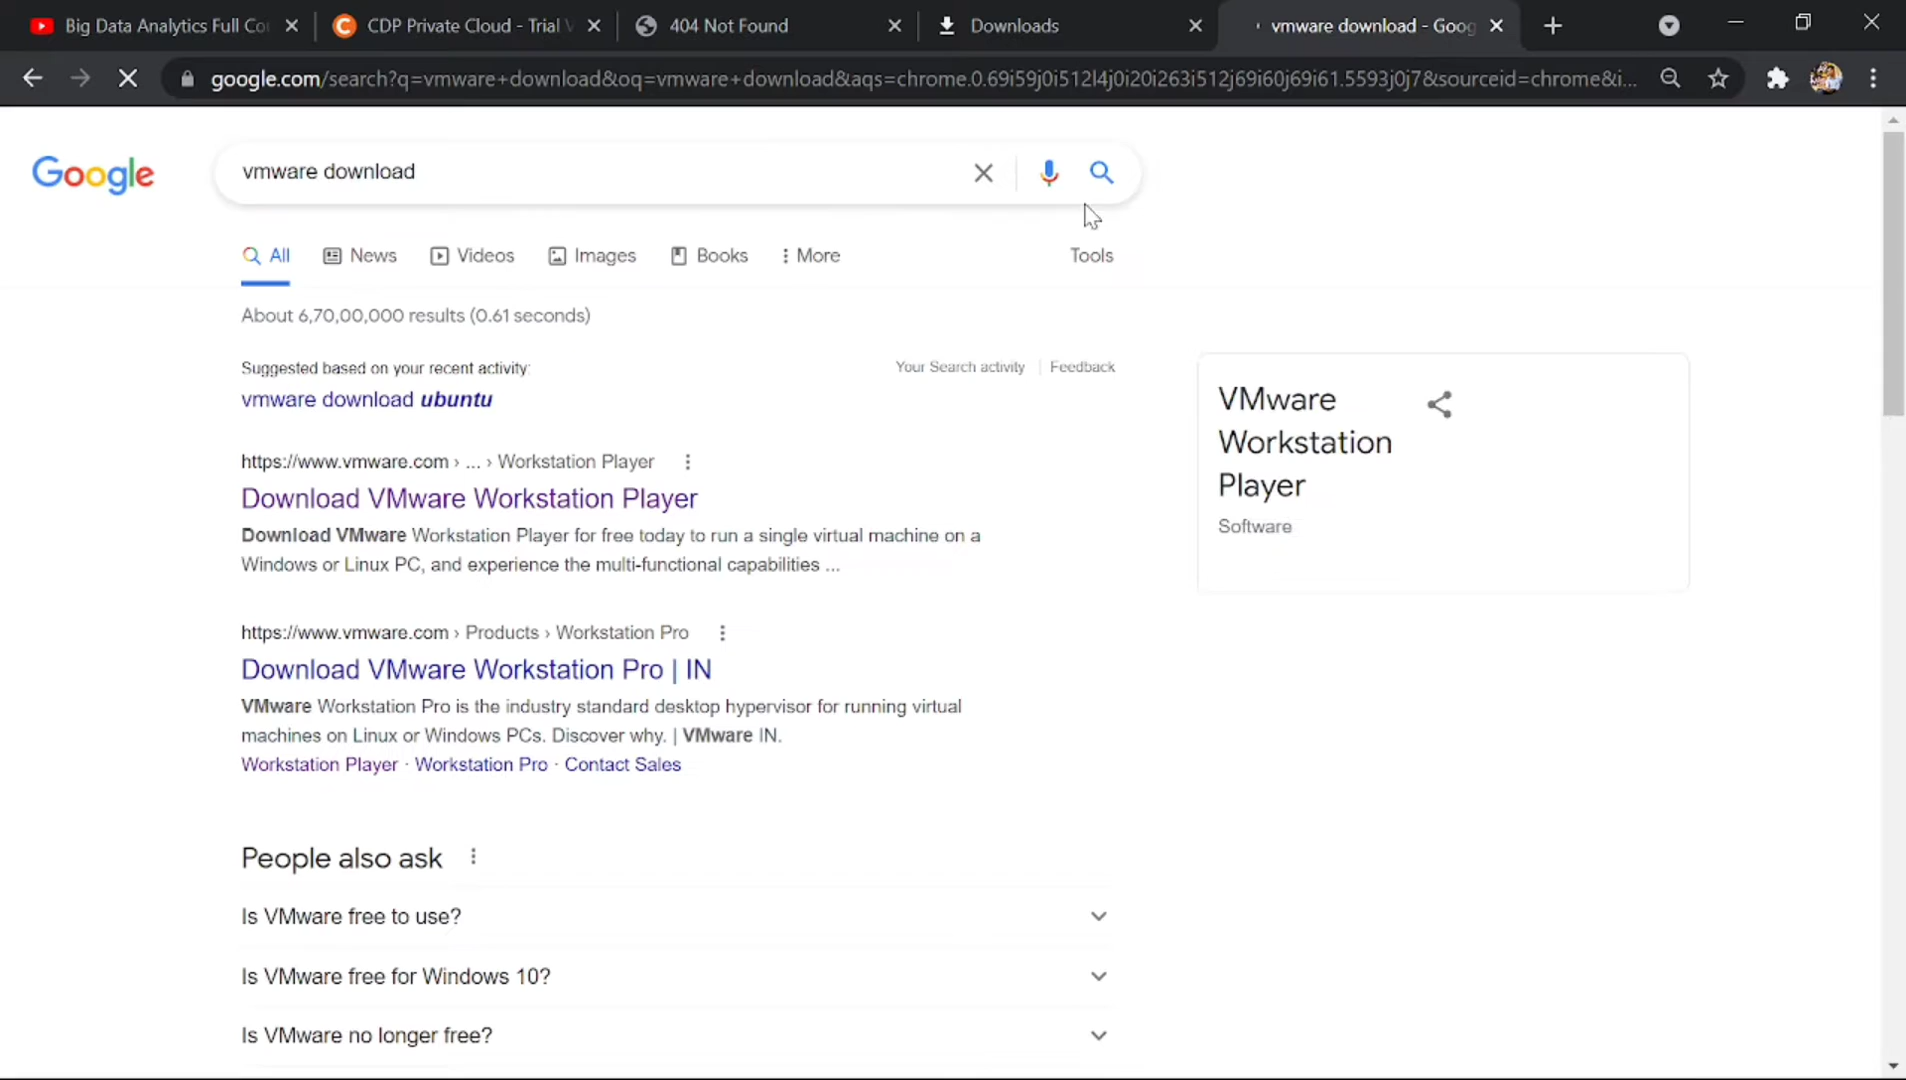 Big Data Analytics Full Co
CDP Private Cloud - Trial V
404 Not Found
Downloads
vmware download - Goog
google.com/search?q=vmware+download&oq=vmware+download&aqs=chrome.0.69i59j0i512l4j0i20i263i512j69i60j69i61.5593j0j7&sourceid=chrome&i...
Google
vmware download
All
News
Videos
Images
Books
More
Tools
About 6,70,00,000 results (0.61 seconds)
Suggested based on your recent activity:
Your Search activity
Feedback
vmware download ubuntu
https://www.vmware.com › ... › Workstation Player
Download VMware Workstation Player
Download VMware Workstation Player for free today to run a single virtual machine on a
Windows or Linux PC, and experience the multi-functional capabilities ...
https://www.vmware.com › Products › Workstation Pro
Download VMware Workstation Pro | IN
VMware Workstation Pro is the industry standard desktop hypervisor for running virtual
machines on Linux or Windows PCs. Discover why. | VMware IN.
Workstation Player · Workstation Pro · Contact Sales
People also ask
Is VMware free to use?
Is VMware free for Windows 10?
Is VMware no longer free?
VMware
Workstation
Player
Software